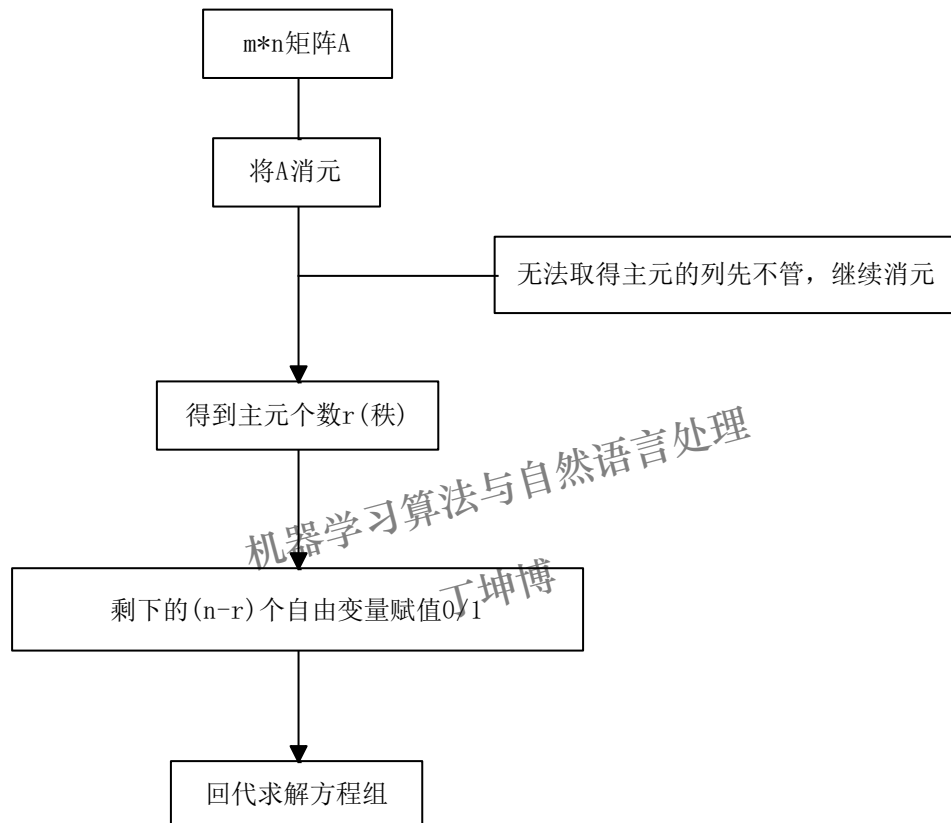 m*n矩阵A
将A消元
无法取得主元的列先不管，继续消元
得到主元个数r(秩)
机器学习算法与自然语言处理
丁坤博
剩下的(n-r)个自由变量赋值0/1
回代求解方程组